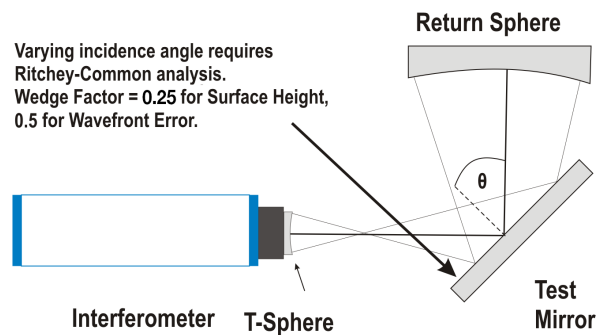 Return Sphere
Varying incidence angle requires
Ritchey-Common analysis.
Wedge Factor = 0.25 for Surface Height,
0.5 for Wavefront Error.
θ
Test
Mirror
Interferometer
T-Sphere